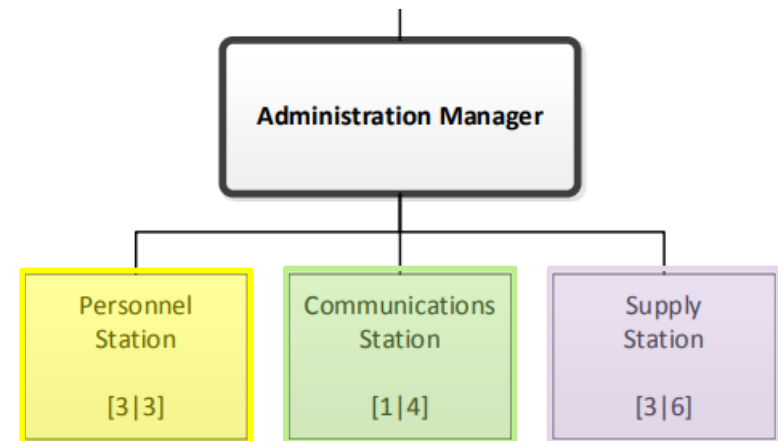 Administration Manager
Personnel
Station
[3|3]
Communications
Station
[1|4]
Supply
Station
[3|6]